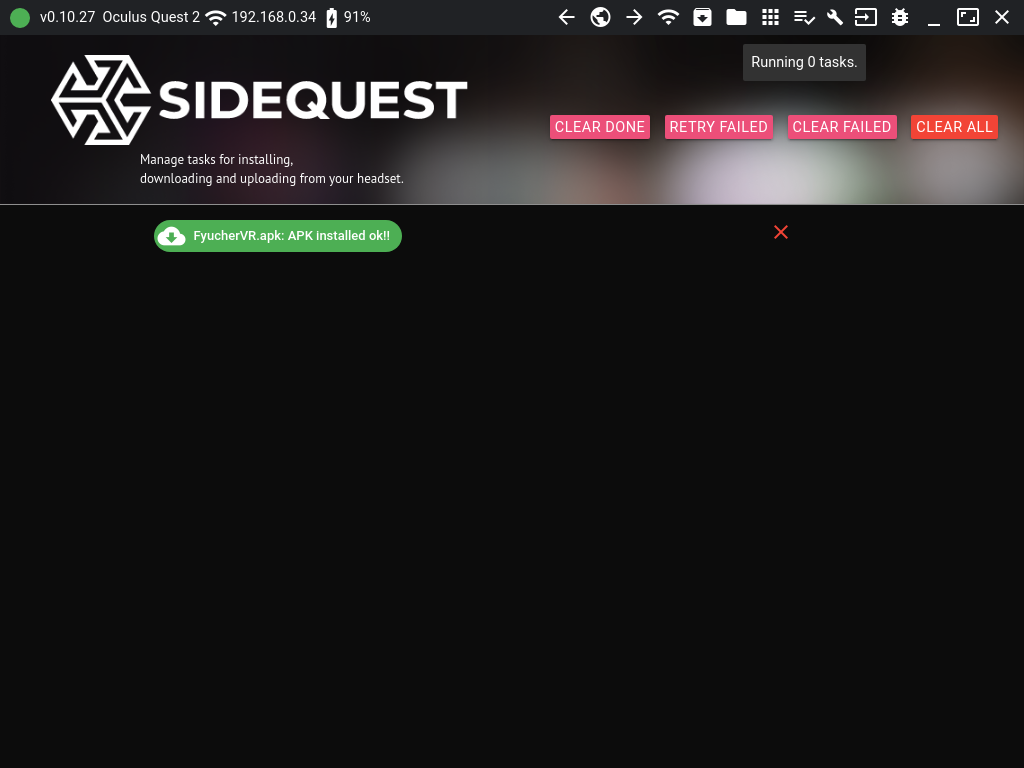 v0.10.27 Oculus Quest 2 192.168.0.34 91%
Running 0 tasks.
SIDEQUEST
CLEAR DONE RETRY FAILED CLEAR FAILED CLEAR ALL
Manage tasks for installing,
downloading and uploading from your headset.
FyucherVR.apk: APK installed ok!!